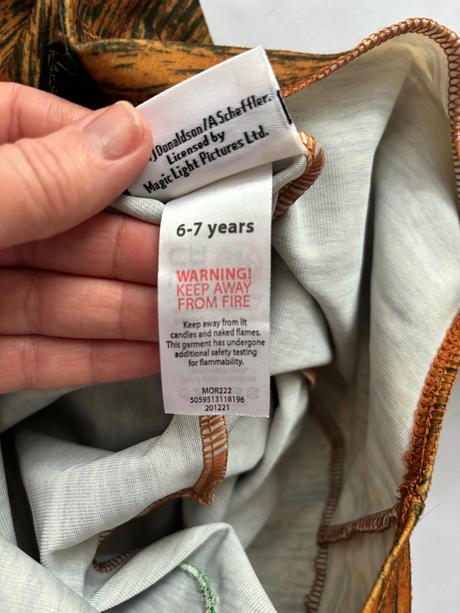 J Donaldson/A Scheffler.
Licensed by
Magic Light Pictures Ltd.
6-7 years
WARNING!
KEEP AWAY
FROM FIRE
Keep away from lit
candles and naked flames.
This garment has undergone
additional safety testing
for flammability.
MOR222
5059513118196
201221